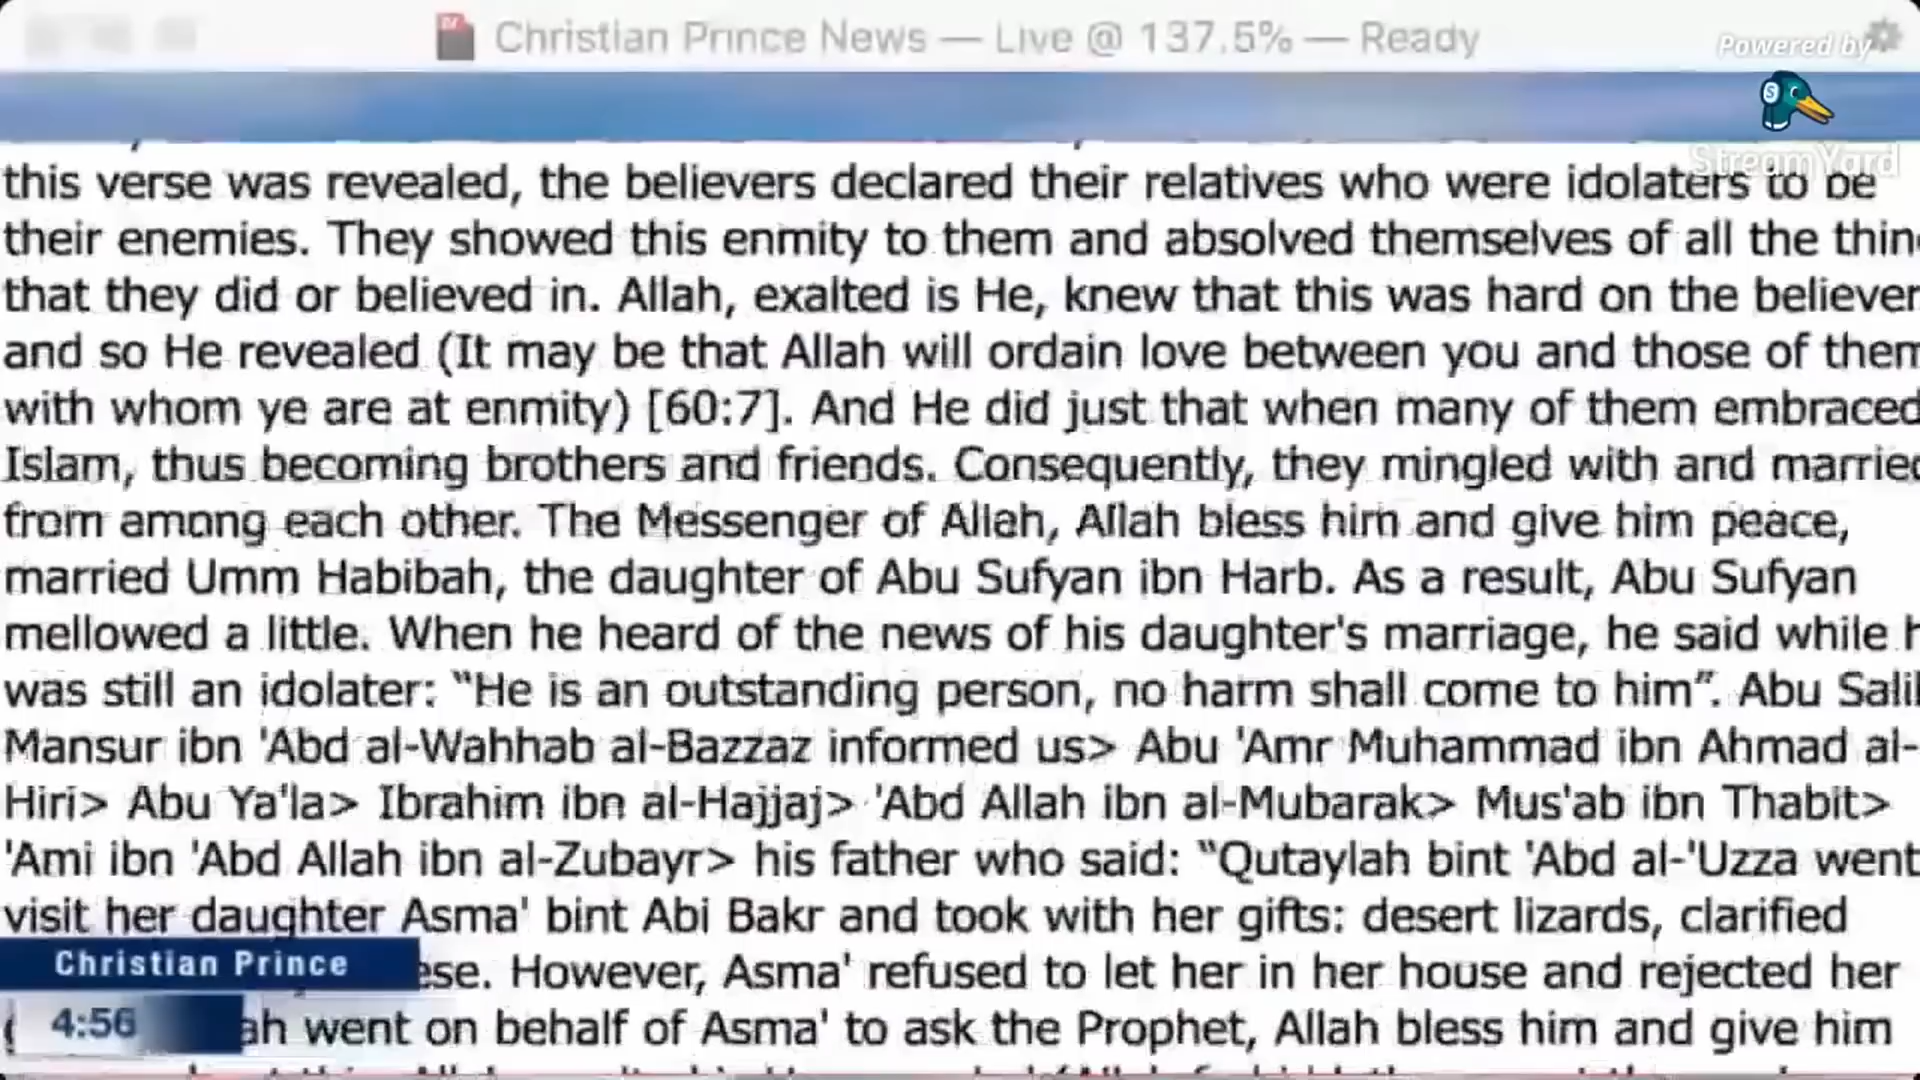 Christian Prince News — Live @ 137.5% — Ready
Powered by
StreamYard
this verse was revealed, the believers declared their relatives who were idolaters to be
their enemies. They showed this enmity to them and absolved themselves of all the thin
that they did or believed in. Allah, exalted is He, knew that this was hard on the believer
and so He revealed (It may be that Allah will ordain love between you and those of them
with whom ye are at enmity) [60:7]. And He did just that when many of them embraced
Islam, thus becoming brothers and friends. Consequently, they mingled with and married
from among each other. The Messenger of Allah, Allah bless him and give him peace,
married Umm Habibah, the daughter of Abu Sufyan ibn Harb. As a result, Abu Sufyan
mellowed a little. When he heard of the news of his daughter's marriage, he said while h
was still an idolater: “He is an outstanding person, no harm shall come to him”. Abu Salih
Mansur ibn 'Abd al-Wahhab al-Bazzaz informed us> Abu 'Amr Muhammad ibn Ahmad al-
Hiri> Abu Ya'la> Ibrahim ibn al-Hajjaj> 'Abd Allah ibn al-Mubarak> Mus'ab ibn Thabit>
'Ami ibn 'Abd Allah ibn al-Zubayr> his father who said: “Qutaylah bint 'Abd al-'Uzza went
visit her daughter Asma' bint Abi Bakr and took with her gifts: desert lizards, clarified
ese. However, Asma' refused to let her in her house and rejected her
ah went on behalf of Asma' to ask the Prophet, Allah bless him and give him
Christian Prince
4:56